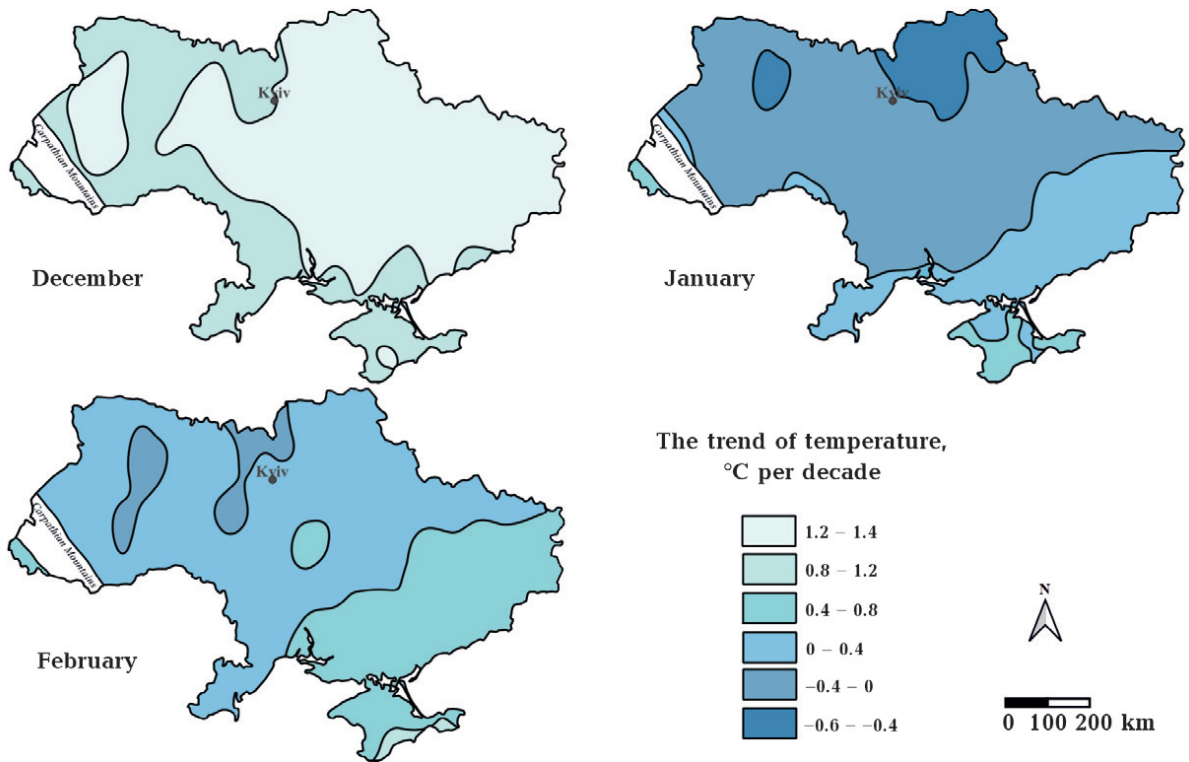 Kyiv
Carpathian Mountains
December
Kyiv
Carpathian Mountains
January
Kyiv
Carpathian Mountains
February
The trend of temperature,
°C per decade
1.2 – 1.4
0.8 – 1.2
0.4 – 0.8
0 – 0.4
−0.4 – 0
−0.6 – −0.4
N
0 100 200 km